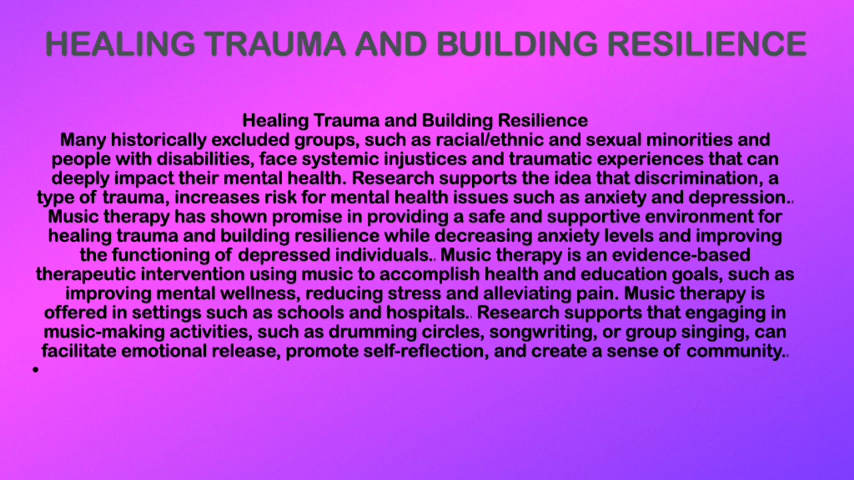 HEALING TRAUMA AND BUILDING RESILIENCE
Healing Trauma and Building Resilience
Many historically excluded groups, such as racial/ethnic and sexual minorities and
people with disabilities, face systemic injustices and traumatic experiences that can
deeply impact their mental health. Research supports the idea that discrimination, a
type of trauma, increases risk for mental health issues such as anxiety and depression..
Music therapy has shown promise in providing a safe and supportive environment for
healing trauma and building resilience while decreasing anxiety levels and improving
the functioning of depressed individuals.. Music therapy is an evidence-based
therapeutic intervention using music to accomplish health and education goals, such as
improving mental wellness, reducing stress and alleviating pain. Music therapy is
offered in settings such as schools and hospitals.. Research supports that engaging in
music-making activities, such as drumming circles, songwriting, or group singing, can
facilitate emotional release, promote self-reflection, and create a sense of community..
•